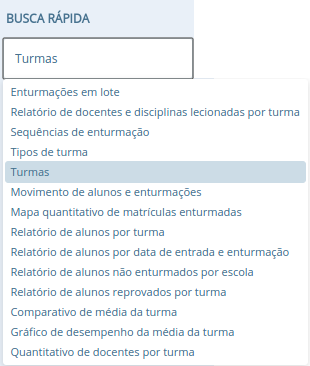 BUSCA RÁPIDA
Turmas
Enturmações em lote
Relatório de docentes e disciplinas lecionadas por turma
Sequências de enturmação
Tipos de turma
Turmas
Movimento de alunos e enturmações
Mapa quantitativo de matrículas enturmadas
Relatório de alunos por turma
Relatório de alunos por data de entrada e enturmação
Relatório de alunos não enturmados por escola
Relatório de alunos reprovados por turma
Comparativo de média da turma
Gráfico de desempenho da média da turma
Quantitativo de docentes por turma